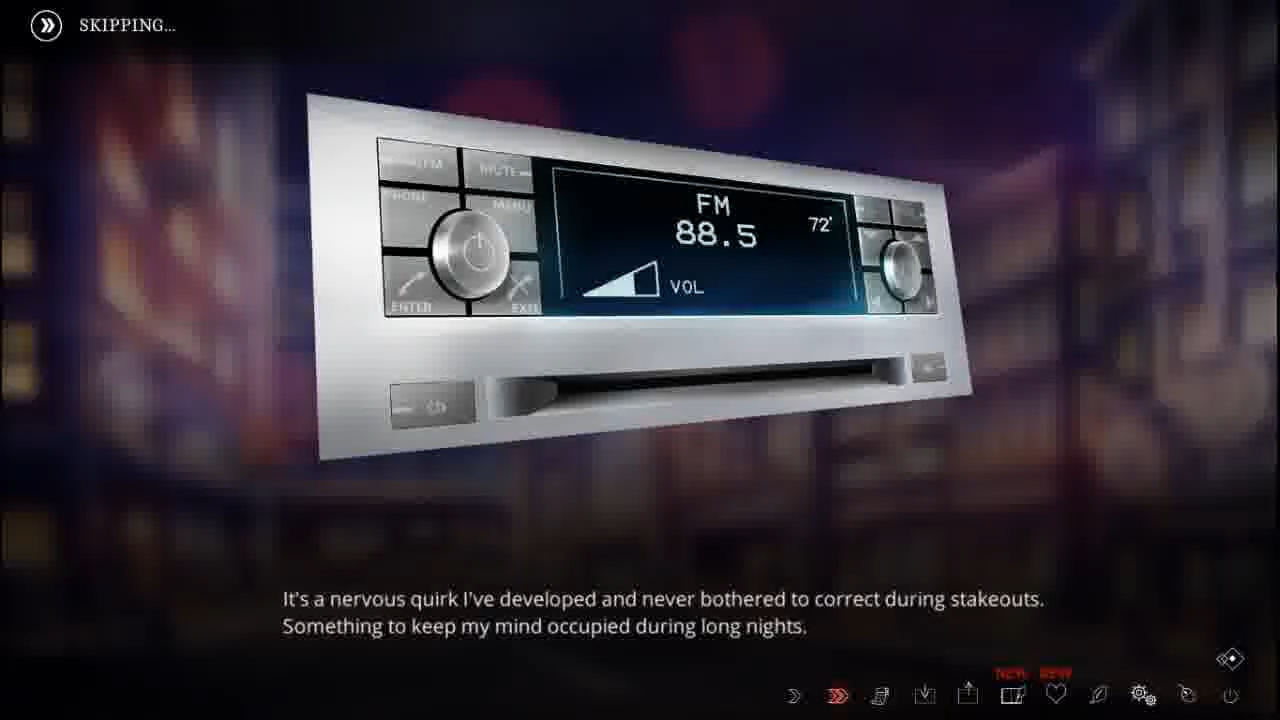 SKIPPING...
FM
MUTE
MENU
FM
88.5
72°
VOL
ENTER
EXIT
It's a nervous quirk I've developed and never bothered to correct during stakeouts.
Something to keep my mind occupied during long nights.
NEW